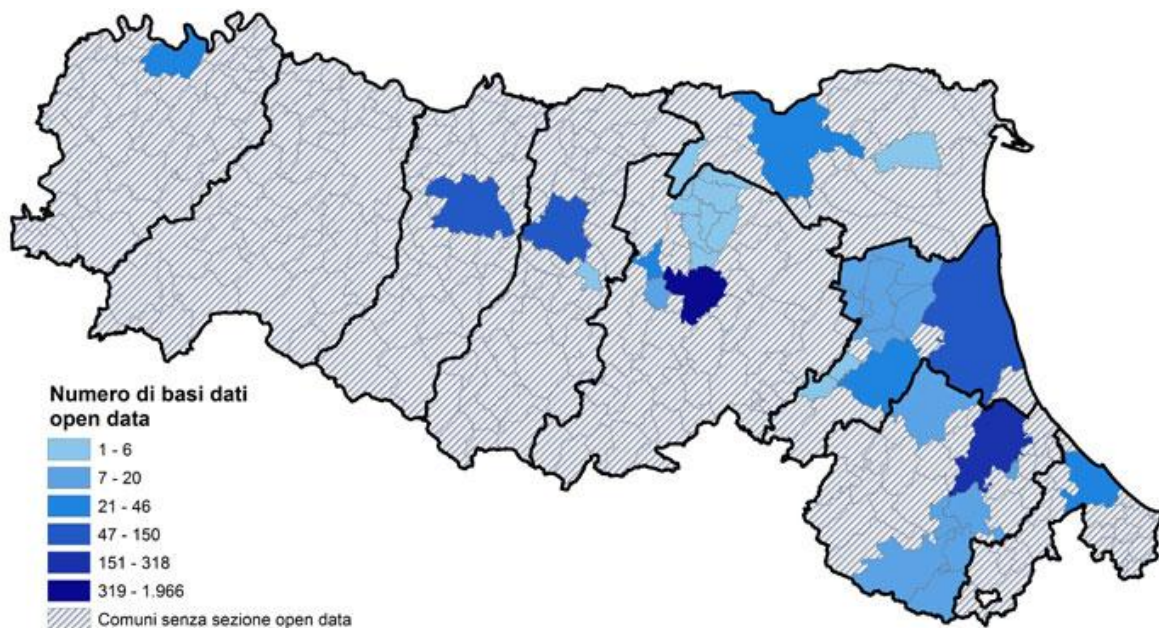 Numero di basi dati
open data
1 - 6
7 - 20
21 - 46
47 - 150
151 - 318
319 - 1.966
Comuni senza sezione open data